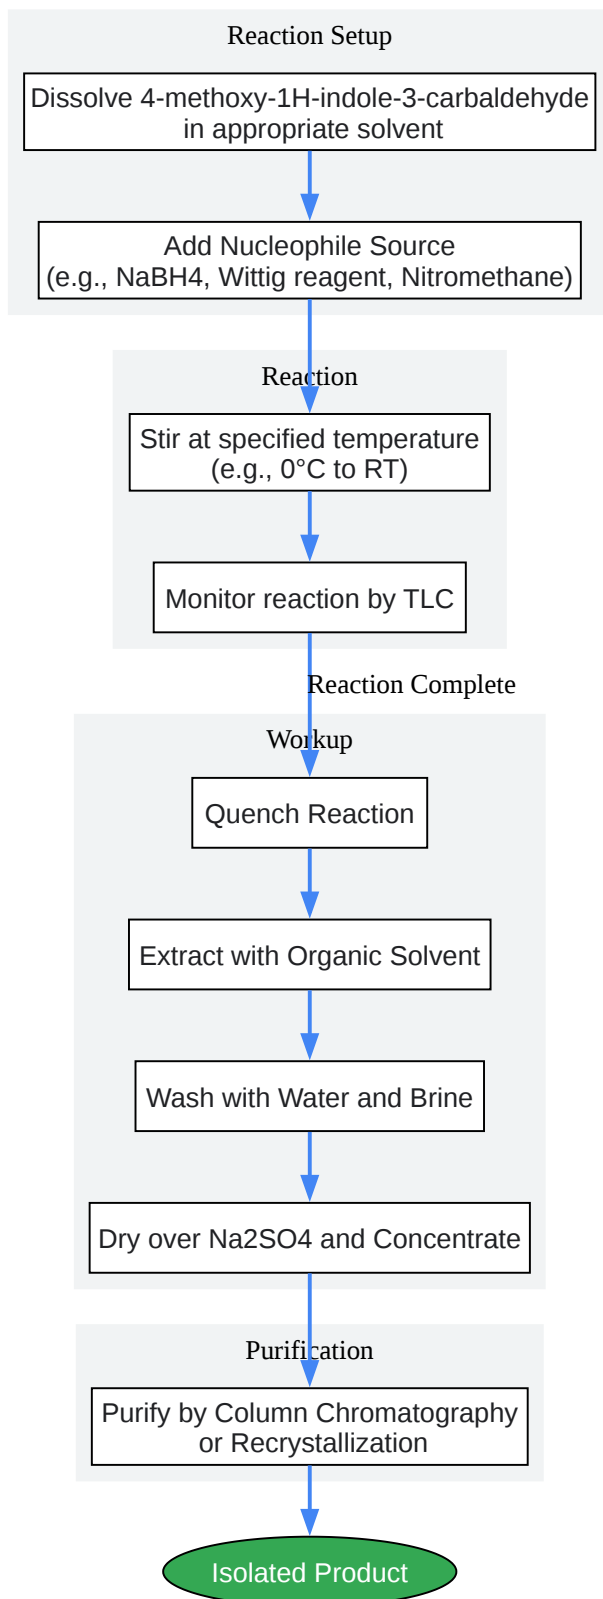 Reaction Setup
Dissolve 4-methoxy-1H-indole-3-carbaldehyde
in appropriate solvent
Add Nucleophile Source
(e.g., NaBH4, Wittig reagent, Nitromethane)
Reaction
Stir at specified temperature
(e.g., 0°C to RT)
Monitor reaction by TLC
Reaction Complete
Workup
Quench Reaction
Extract with Organic Solvent
Wash with Water and Brine
Dry over Na2SO4 and Concentrate
Purification
Purify by Column Chromatography
or Recrystallization
Isolated Product